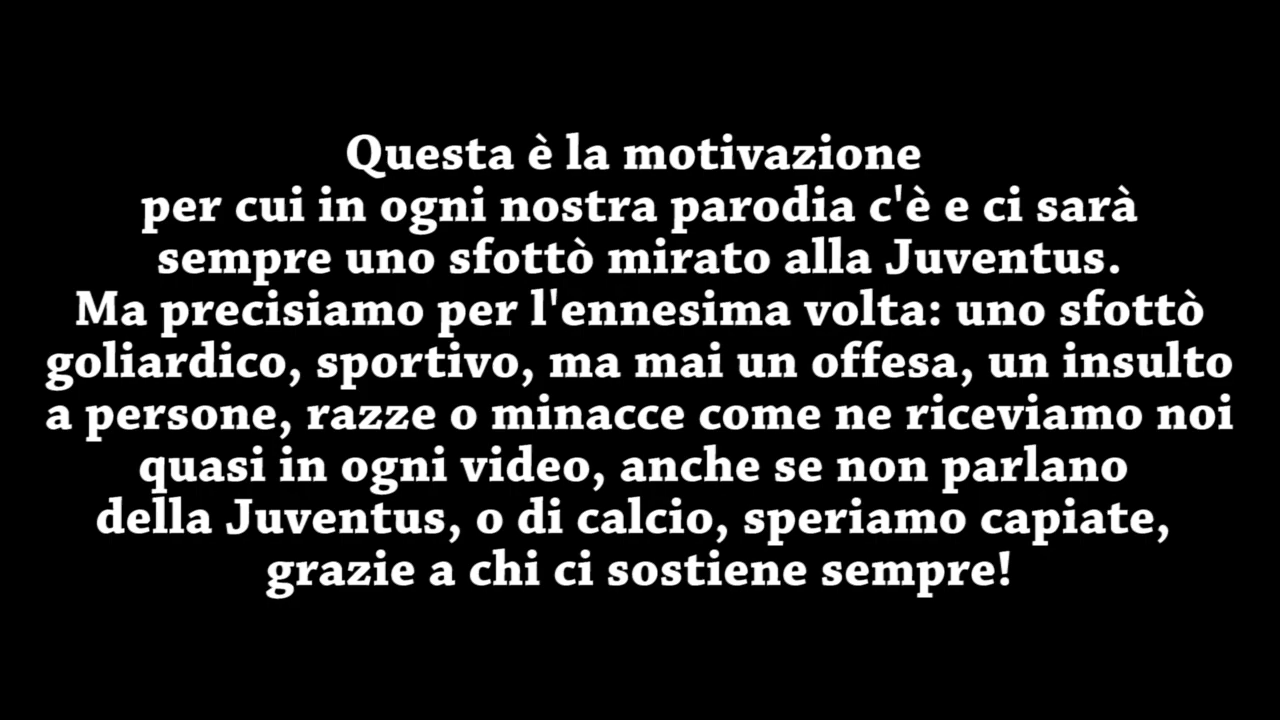 Questa è la motivazione
per cui in ogni nostra parodia c'è e ci sarà
sempre uno sfottò mirato alla Juventus.
Ma precisiamo per l'ennesima volta: uno sfottò
goliardico, sportivo, ma mai un offesa, un insulto
a persone, razze o minacce come ne riceviamo noi
quasi in ogni video, anche se non parlano
della Juventus, o di calcio, speriamo capiate,
grazie a chi ci sostiene sempre!